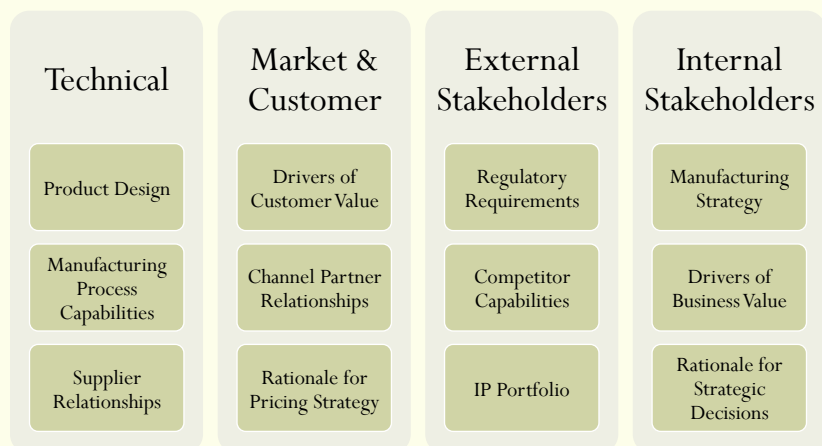 Technical
Product Design
Manufacturing
Process
Capabilities
Supplier
Relationships
Market &
Customer
Drivers of
Customer Value
Channel Partner
Relationships
Rationale for
Pricing Strategy
External
Stakeholders
Regulatory
Requirements
Competitor
Capabilities
IP Portfolio
Internal
Stakeholders
Manufacturing
Strategy
Drivers of
Business Value
Rationale for
Strategic
Decisions